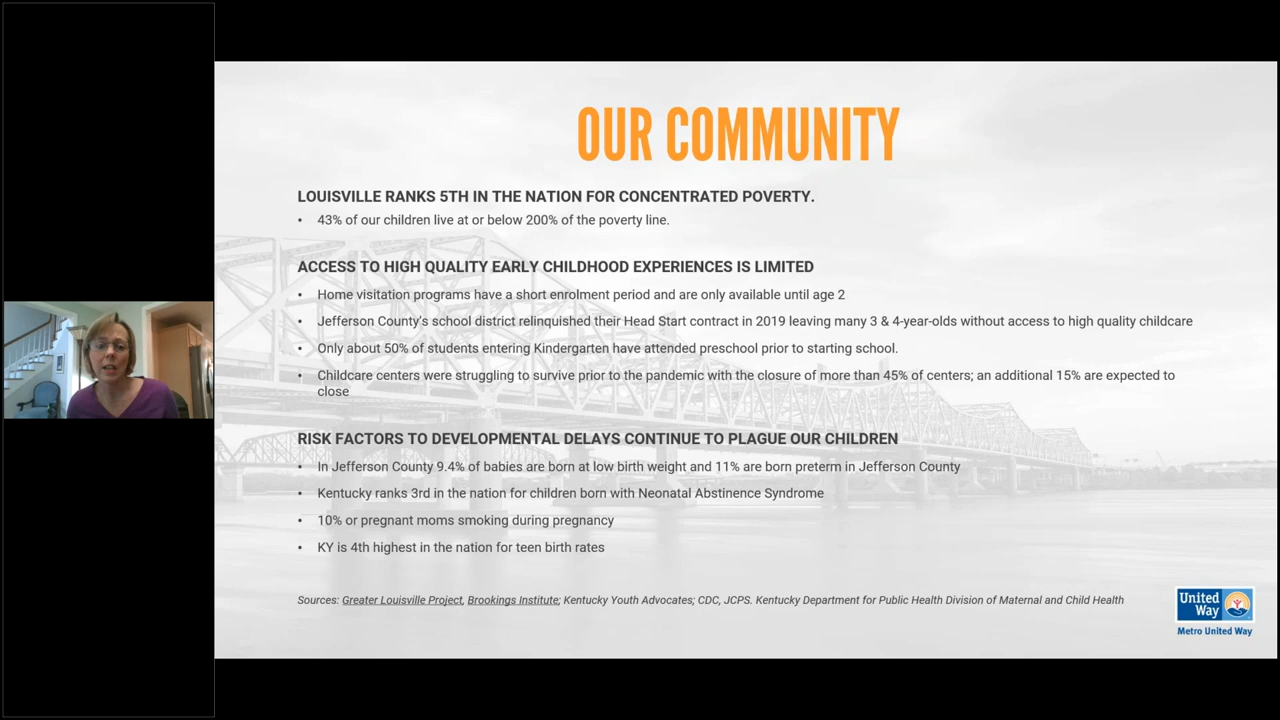 OUR COMMUNITY
LOUISVILLE RANKS 5TH IN THE NATION FOR CONCENTRATED POVERTY.
• 43% of our children live at or below 200% of the poverty line.
ACCESS TO HIGH QUALITY EARLY CHILDHOOD EXPERIENCES IS LIMITED
• Home visitation programs have a short enrolment period and are only available until age 2
• Jefferson County's school district relinquished their Head Start contract in 2019 leaving many 3 & 4-year-olds without access to high quality childcare
• Only about 50% of students entering Kindergarten have attended preschool prior to starting school.
• Childcare centers were struggling to survive prior to the pandemic with the closure of more than 45% of centers; an additional 15% are expected to
close
RISK FACTORS TO DEVELOPMENTAL DELAYS CONTINUE TO PLAGUE OUR CHILDREN
• In Jefferson County 9.4% of babies are born at low birth weight and 11% are born preterm in Jefferson County
• Kentucky ranks 3rd in the nation for children born with Neonatal Abstinence Syndrome
• 10% or pregnant moms smoking during pregnancy
• KY is 4th highest in the nation for teen birth rates
Sources: Greater Louisville Project, Brookings Institute; Kentucky Youth Advocates; CDC, JCPS. Kentucky Department for Public Health Division of Maternal and Child Health
United
Way
Metro United Way